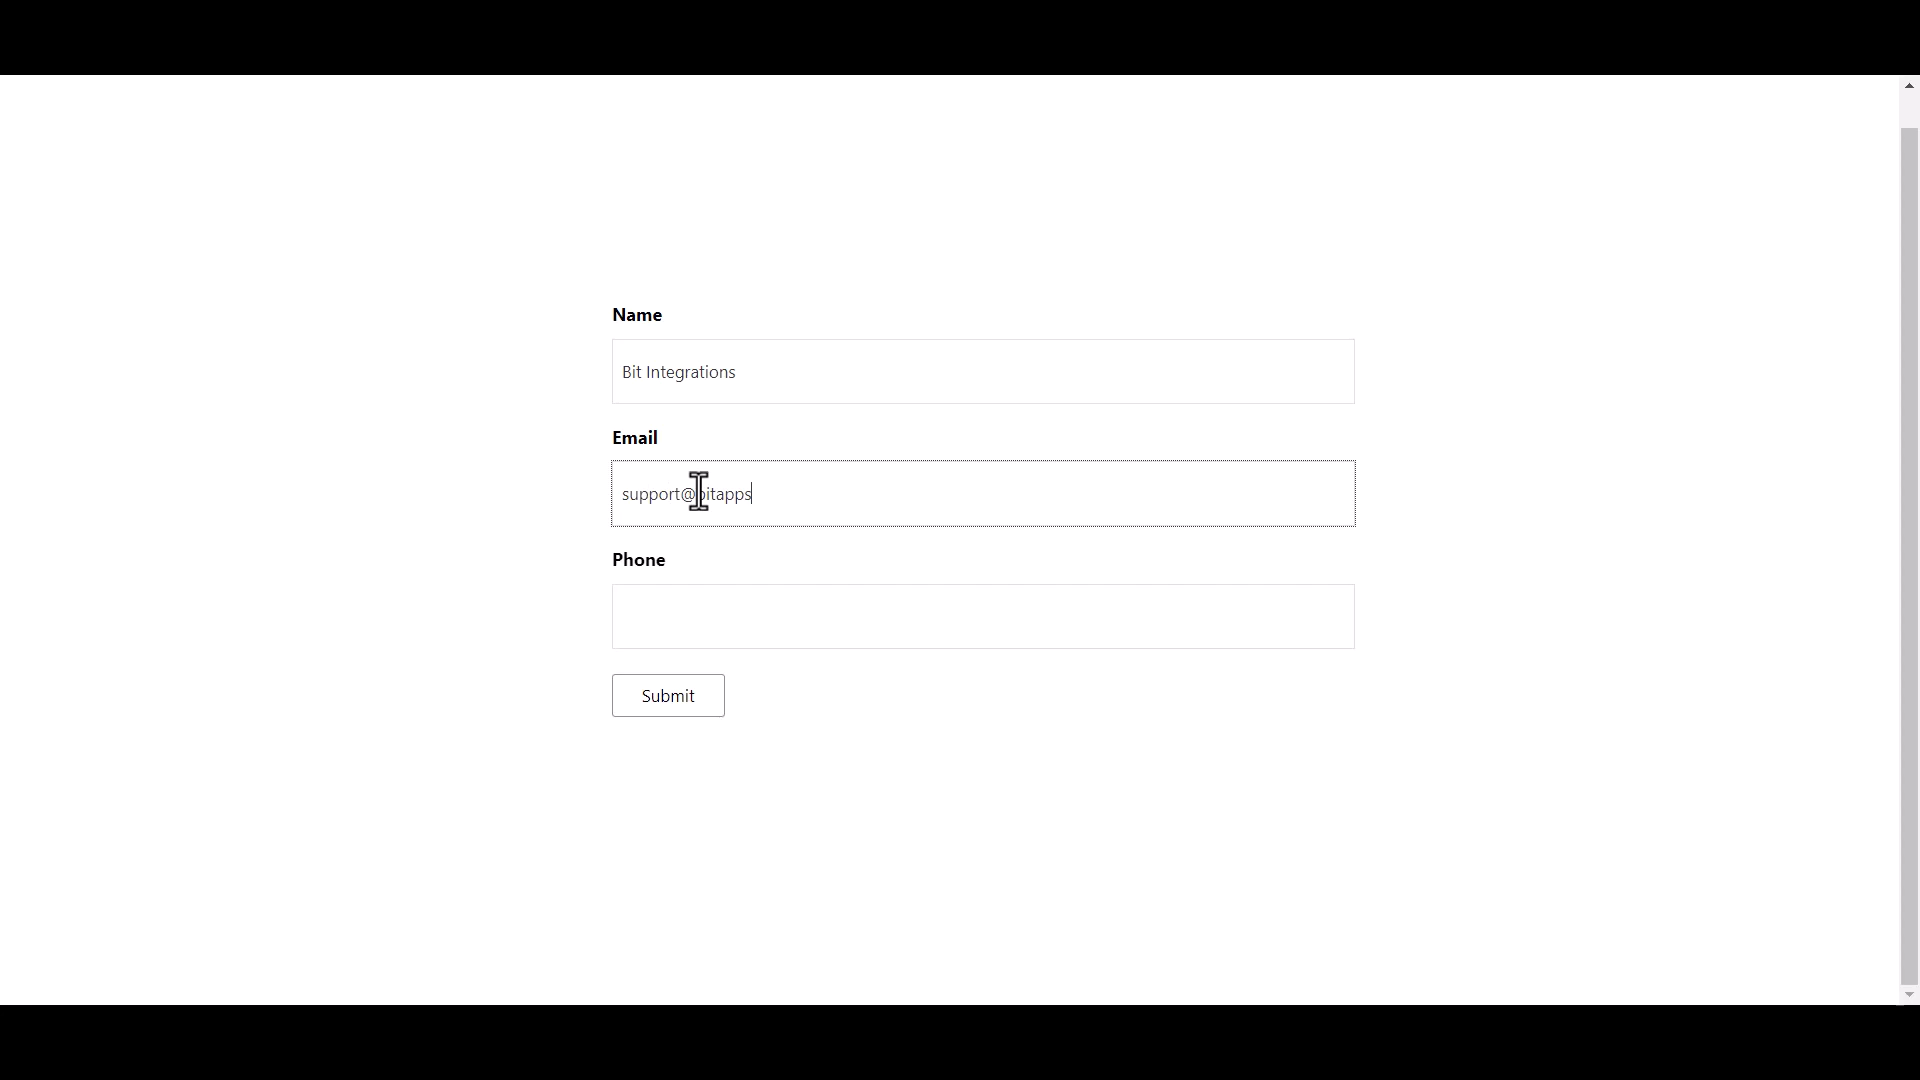 Name
Bit Integrations
Email
support@bitapps
Phone
Submit